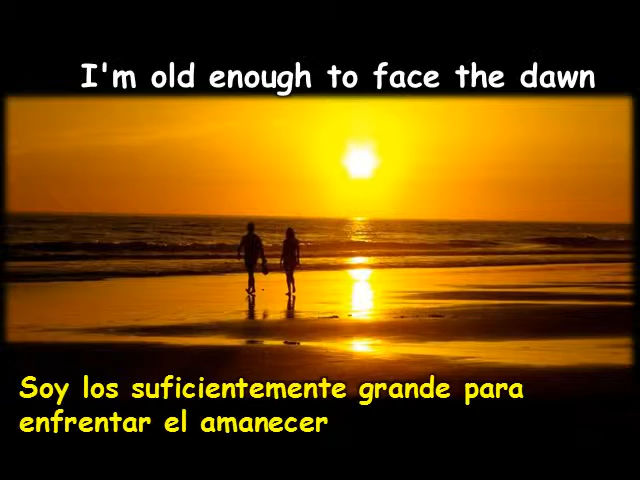 I'm old enough to face the dawn
Soy los suficientemente grande para
enfrentar el amanecer